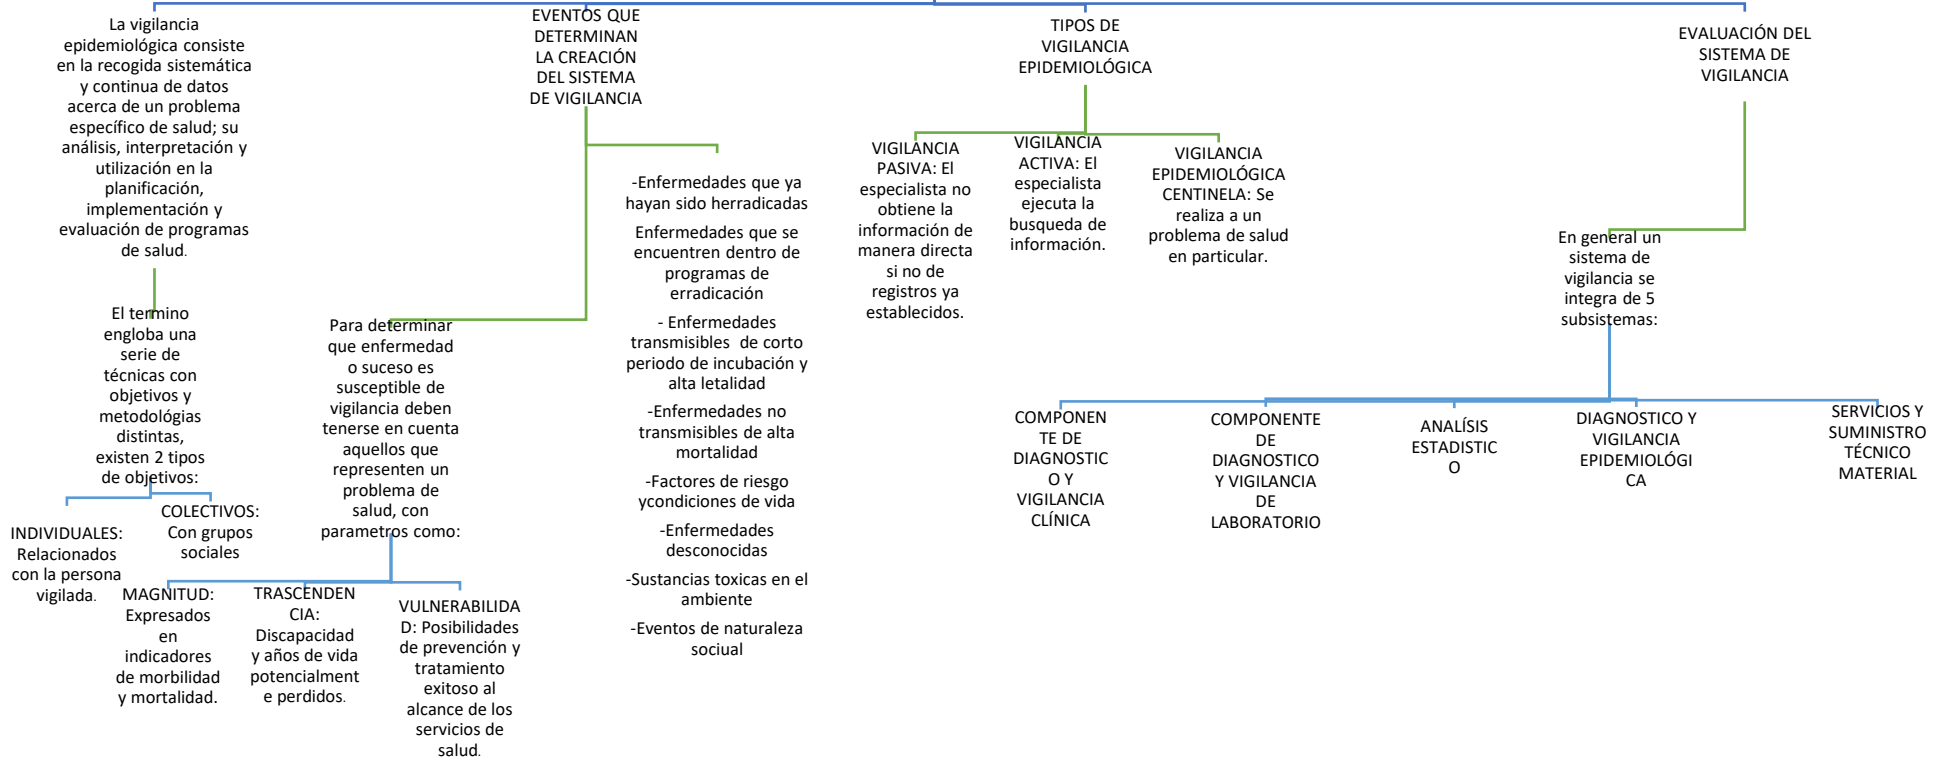 La vigilancia
epidemiológica consiste
en la recogida sistemática
y continua de datos
acerca de un problema
específico de salud; su
análisis, interpretación y
utilización en la
planificación,
implementación y
evaluación de programas
de salud.
El termino
engloba una
serie de
técnicas con
objetivos y
metodológias
distintas,
existen 2 tipos
de objetivos:
INDIVIDUALES:
Relacionados
con la persona
vigilada.
COLECTIVOS:
Con grupos
sociales
EVENTOS QUE
DETERMINAN
LA CREACIÓN
DEL SISTEMA
DE VIGILANCIA
Para determinar
que enfermedad
o suceso es
susceptible de
vigilancia deben
tenerse en cuenta
aquellos que
representen un
problema de
salud, con
parametros como:
MAGNITUD:
Expresados
en
indicadores
de morbilidad
y mortalidad.
TRASCENDEN
CIA:
Discapacidad
y años de vida
potencialment
e perdidos.
VULNERABILIDA
D: Posibilidades
de prevención y
tratamiento
exitoso al
alcance de los
servicios de
salud.
-Enfermedades que ya
hayan sido herradicadas
Enfermedades que se
encuentren dentro de
programas de
erradicación
- Enfermedades
transmisibles de corto
periodo de incubación y
alta letalidad
-Enfermedades no
transmisibles de alta
mortalidad
-Factores de riesgo
ycondiciones de vida
-Enfermedades
desconocidas
-Sustancias toxicas en el
ambiente
-Eventos de naturaleza
sociual
TIPOS DE
VIGILANCIA
EPIDEMIOLÓGICA
VIGILANCIA
PASIVA: El
especialista no
obtiene la
información de
manera directa
si no de
registros ya
establecidos.
VIGILANCIA
ACTIVA: El
especialista
ejecuta la
busqueda de
información.
VIGILANCIA
EPIDEMIOLÓGICA
CENTINELA: Se
realiza a un
problema de salud
en particular.
EVALUACIÓN DEL
SISTEMA DE
VIGILANCIA
En general un
sistema de
vigilancia se
integra de 5
subsistemas:
COMPONEN
TE DE
DIAGNOSTIC
O Y
VIGILANCIA
CLÍNICA
COMPONENTE
DE
DIAGNOSTICO
Y VIGILANCIA
DE
LABORATORIO
ANALÍSIS
ESTADISTIC
O
DIAGNOSTICO Y
VIGILANCIA
EPIDEMIOLÓGI
CA
SERVICIOS Y
SUMINISTRO
TÉCNICO
MATERIAL